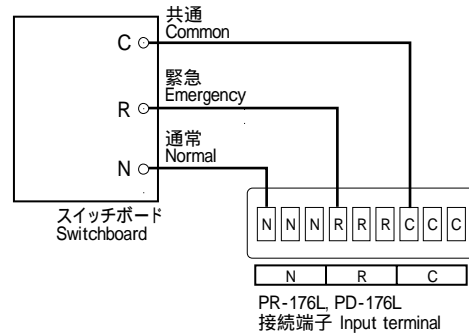 共通
C Common
緊急
R Emergency
通常
N Normal
スイッチボード
Switchboard
N N N R R R C C C
N R C
PR-176L, PD-176L
接続端子 Input terminal